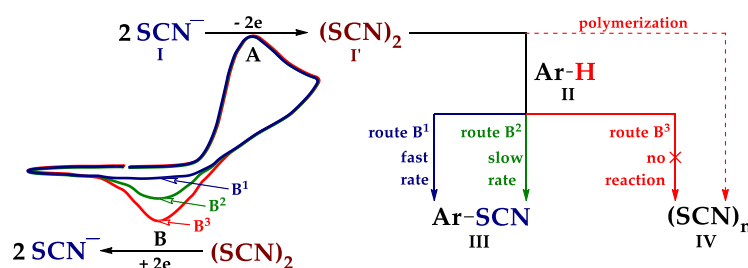 2 SCN⁻ - 2e (SCN)₂ polymerization
I A I'
Ar-H
II
route B¹ route B² route B³
fast slow no
rate rate reaction
B¹
B²
B³
Ar-SCN (SCN)n
III IV
B
2 SCN⁻ + 2e (SCN)₂